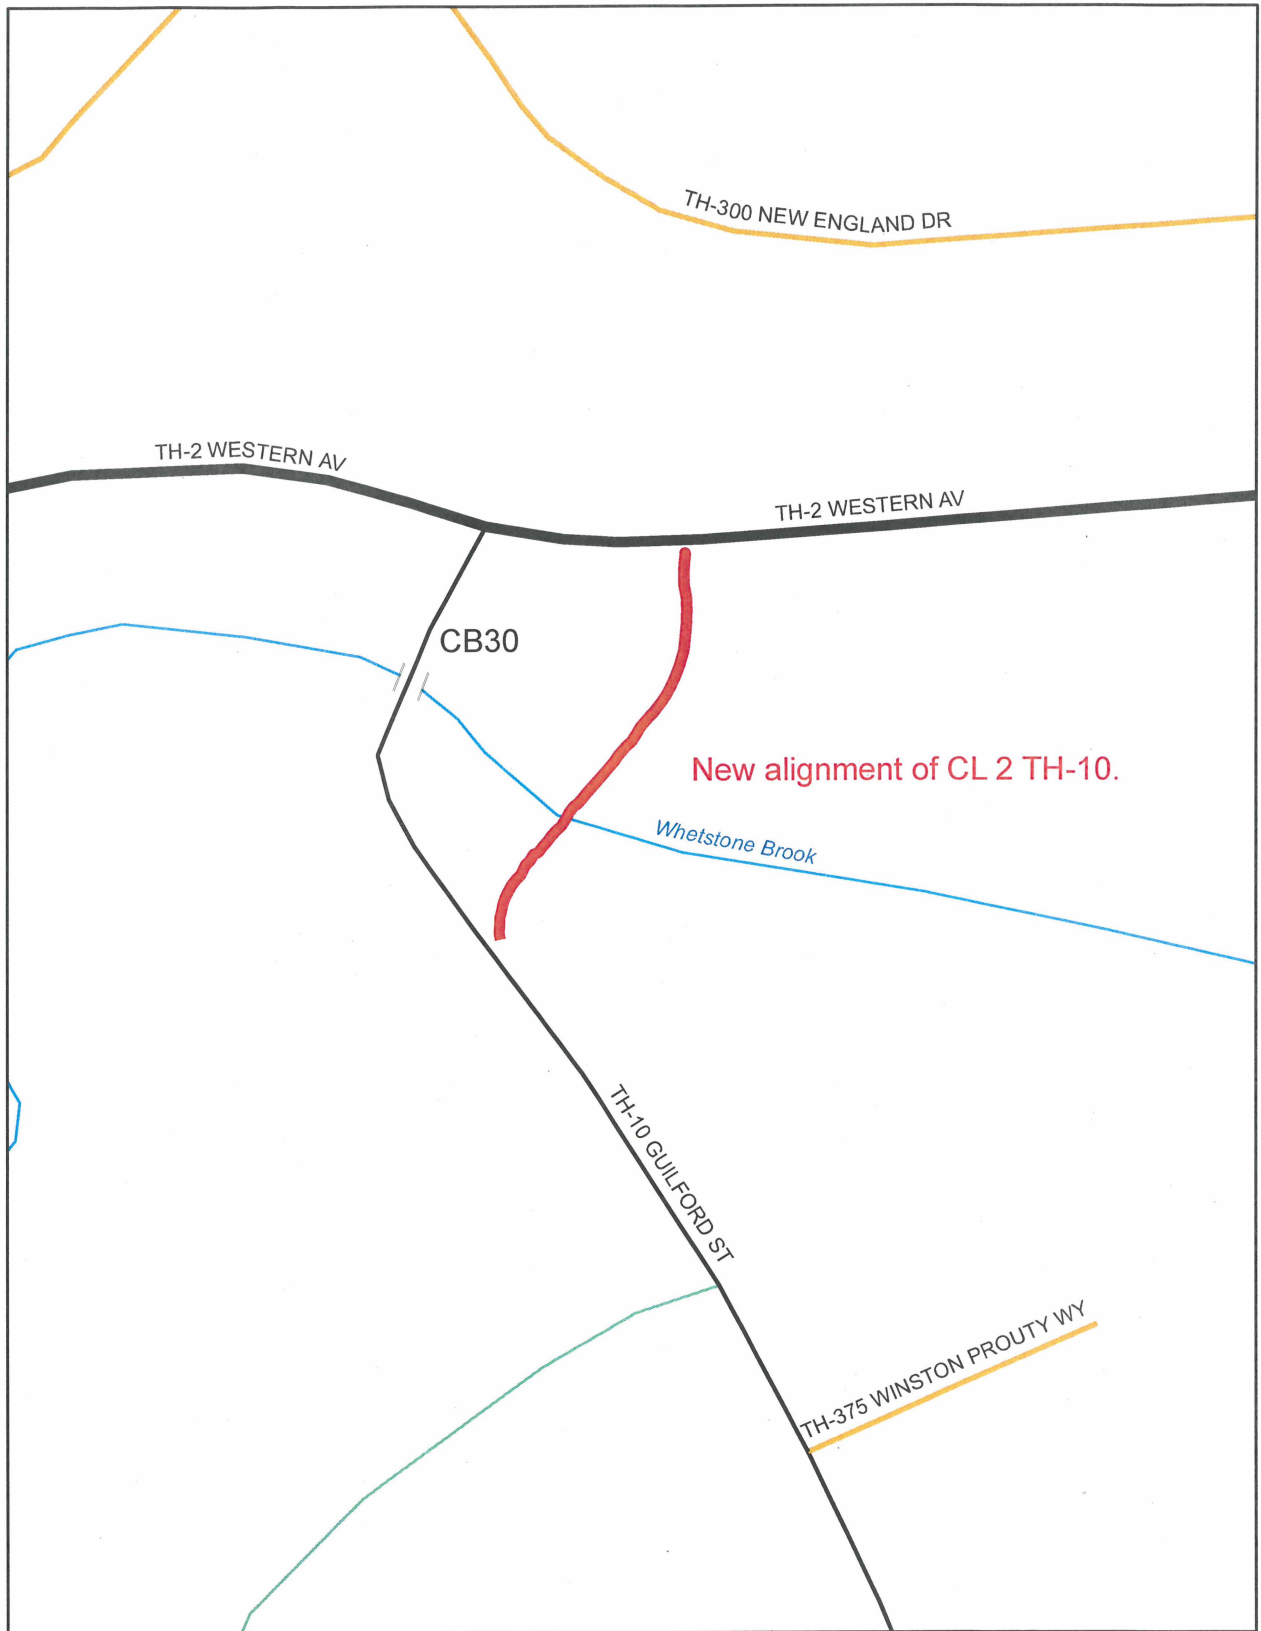 TH-300 NEW ENGLAND DR
TH-2 WESTERN AV
TH-2 WESTERN AV
CB30
New alignment of CL 2 TH-10.
Whetstone Brook
TH-10 GUILFORD ST
TH-375 WINSTON PROUTY WY